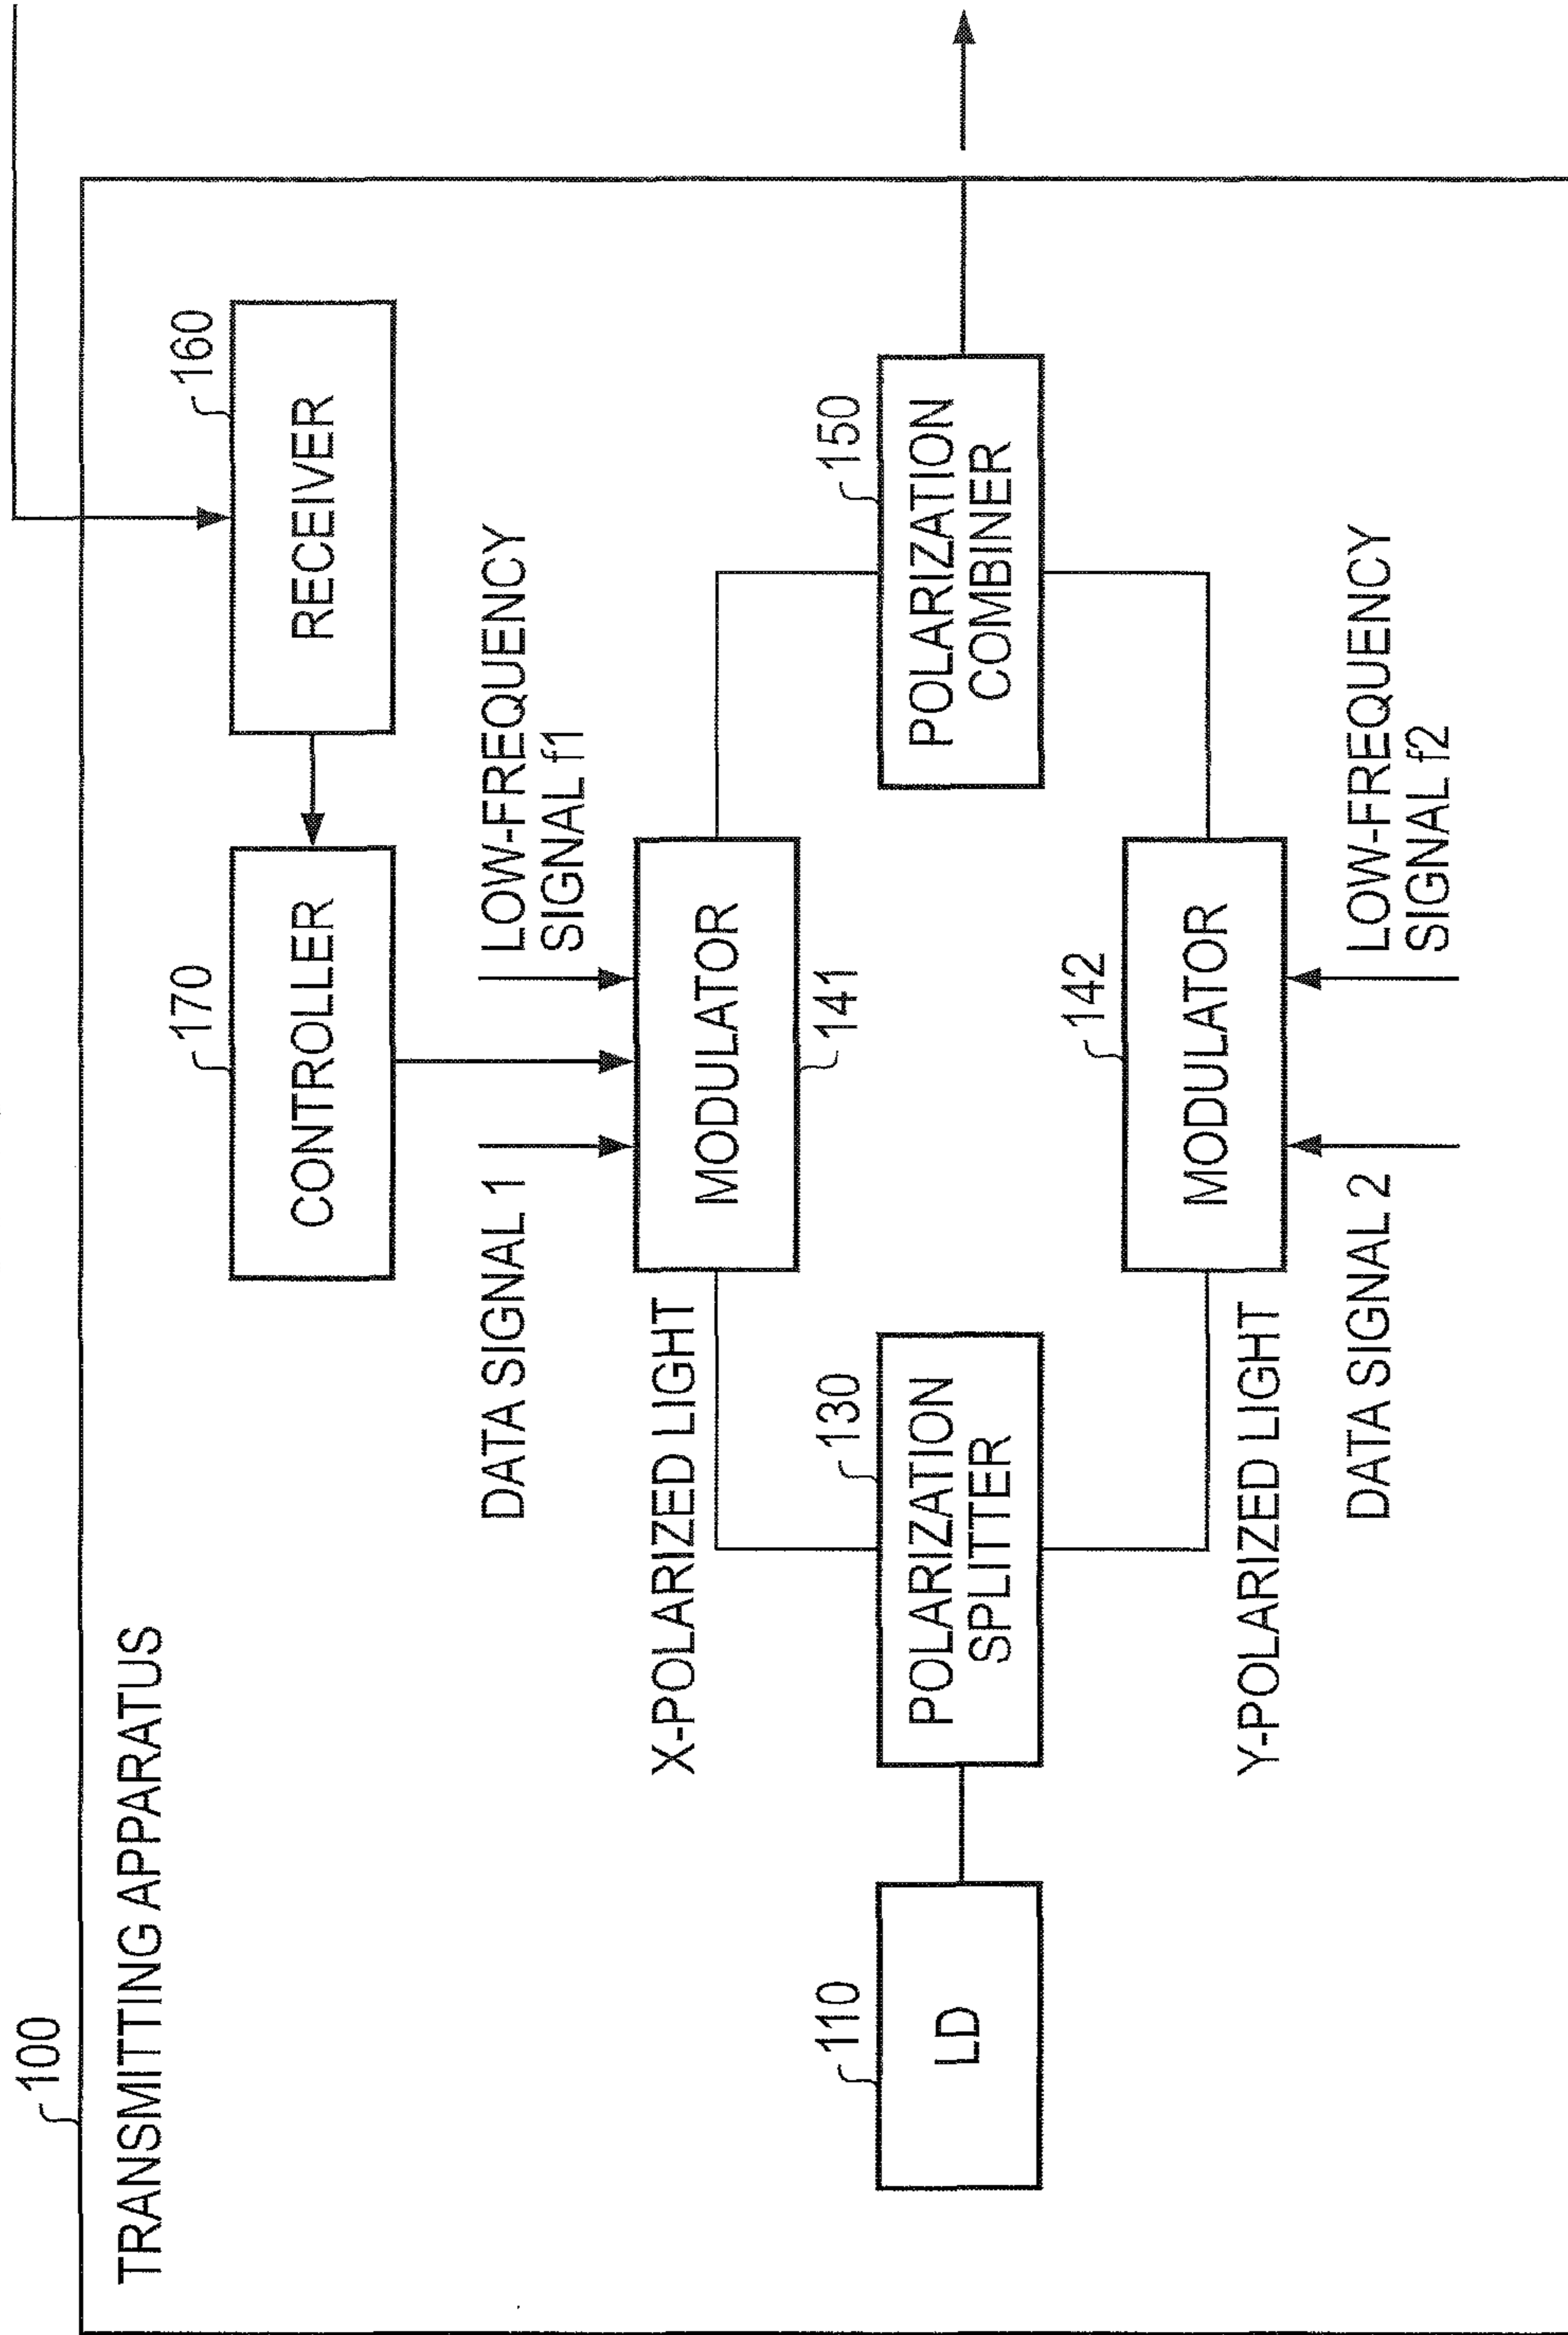 100
TRANSMITTING APPARATUS
170
CONTROLLER
160
RECEIVER
DATA SIGNAL 1
LOW-FREQUENCY
SIGNAL f1
X-POLARIZED LIGHT
MODULATOR
141
110
LD
130
POLARIZATION
SPLITTER
150
POLARIZATION
COMBINER
142
MODULATOR
Y-POLARIZED LIGHT
DATA SIGNAL 2
LOW-FREQUENCY
SIGNAL f2